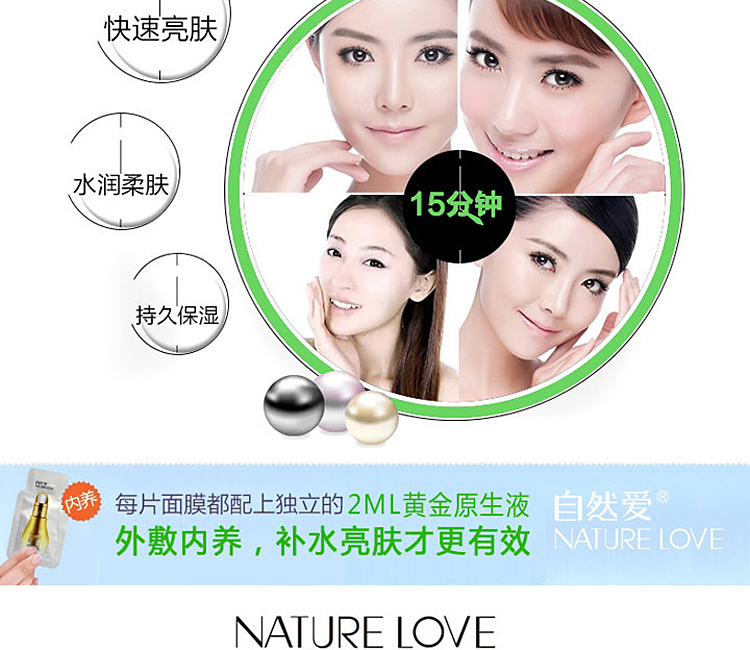 快速亮肤
水润柔肤
15分钟
持久保湿
内养
每片面膜都配上独立的2ML黄金原生液
外敷内养，补水亮肤才更有效
自然爱®
NATURE LOVE
NATURE LOVE